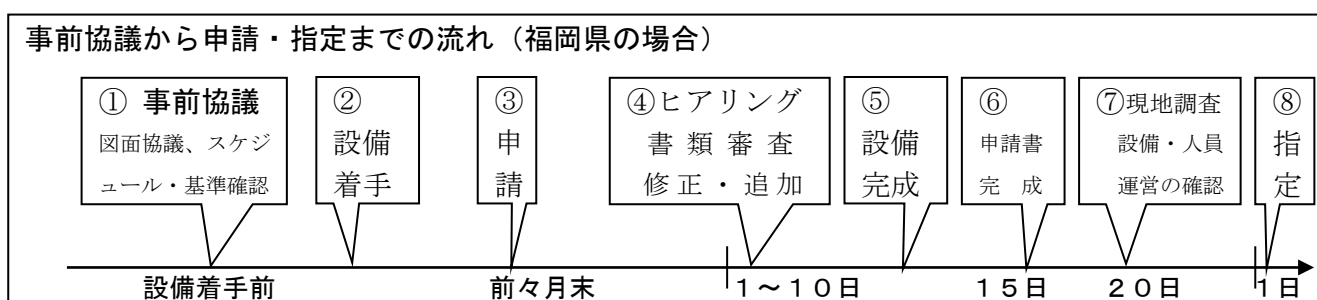 事前協議から申請・指定までの流れ（福岡県の場合）
① 事前協議
図面協議、スケジ
ュール・基準確認
②
設備
着手
③
申
請
④ヒアリング
書類審査
修正・追加
⑤
設備
完成
⑥
申請書
完 成
⑦現地調査
設備・人員
運営の確認
⑧
指
定
設備着手前
前々月末
１～１０日
１５日
２０日
１日